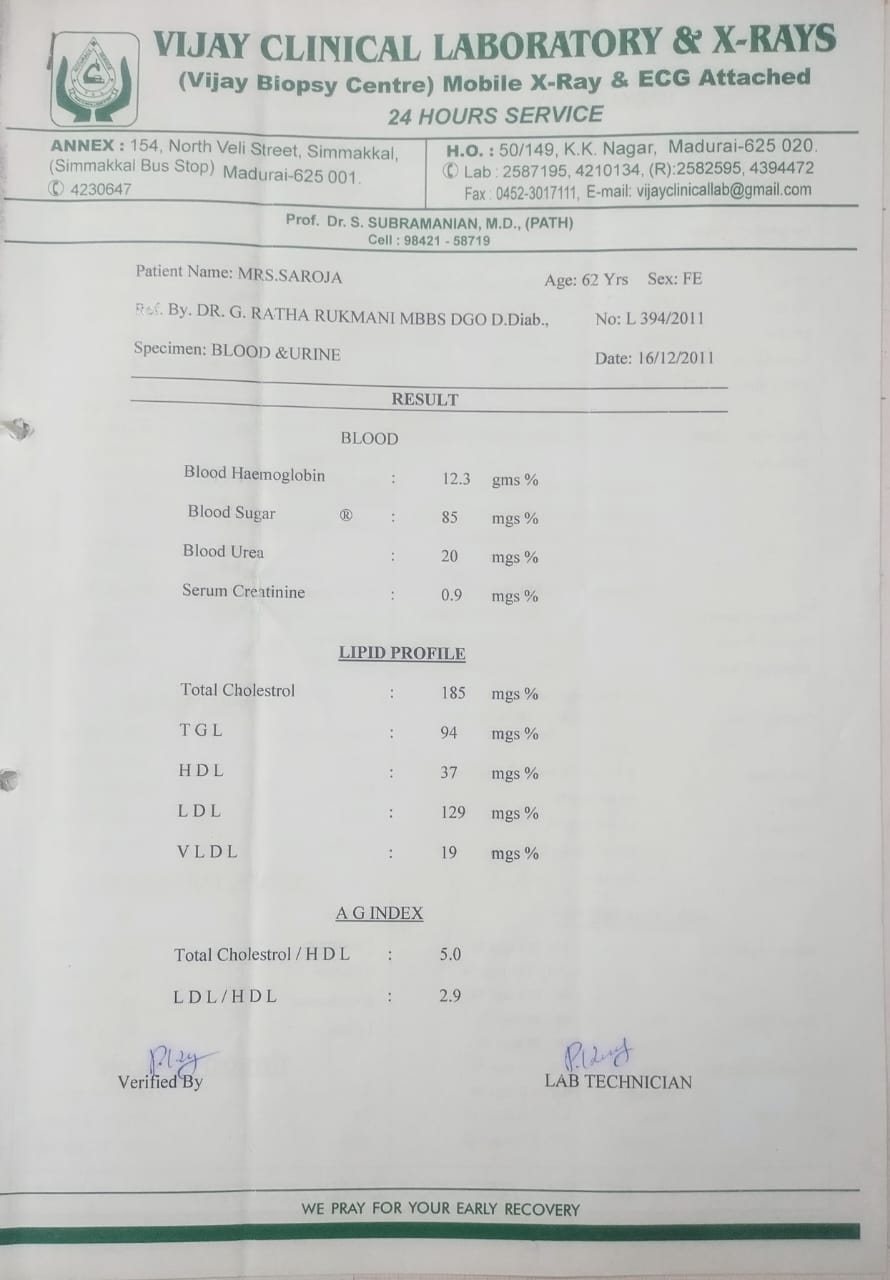 VIJAY CLINICAL LABORATORY & X-RAYS
(Vijay Biopsy Centre) Mobile X-Ray & ECG Attached
24 HOURS SERVICE
ANNEX : 154, North Veli Street, Simmakkal,
(Simmakkal Bus Stop) Madurai-625 001.
✆ 4230647
H.O. : 50/149, K.K. Nagar, Madurai-625 020.
✆ Lab : 2587195, 4210134, (R):2582595, 4394472
Fax : 0452-3017111, E-mail: vijayclinicallab@gmail.com
Prof. Dr. S. SUBRAMANIAN, M.D., (PATH)
Cell : 98421 - 58719
Patient Name: MRS.SAROJA Age: 62 Yrs Sex: FE
Ref. By. DR. G. RATHA RUKMANI MBBS DGO D.Diab., No: L 394/2011
Specimen: BLOOD &URINE Date: 16/12/2011
RESULT
BLOOD
Blood Haemoglobin : 12.3 gms %
Blood Sugar ® : 85 mgs %
Blood Urea : 20 mgs %
Serum Creatinine : 0.9 mgs %
LIPID PROFILE
Total Cholestrol : 185 mgs %
T G L : 94 mgs %
H D L : 37 mgs %
L D L : 129 mgs %
V L D L : 19 mgs %
A G INDEX
Total Cholestrol / H D L : 5.0
L D L / H D L : 2.9
Verified By LAB TECHNICIAN
WE PRAY FOR YOUR EARLY RECOVERY